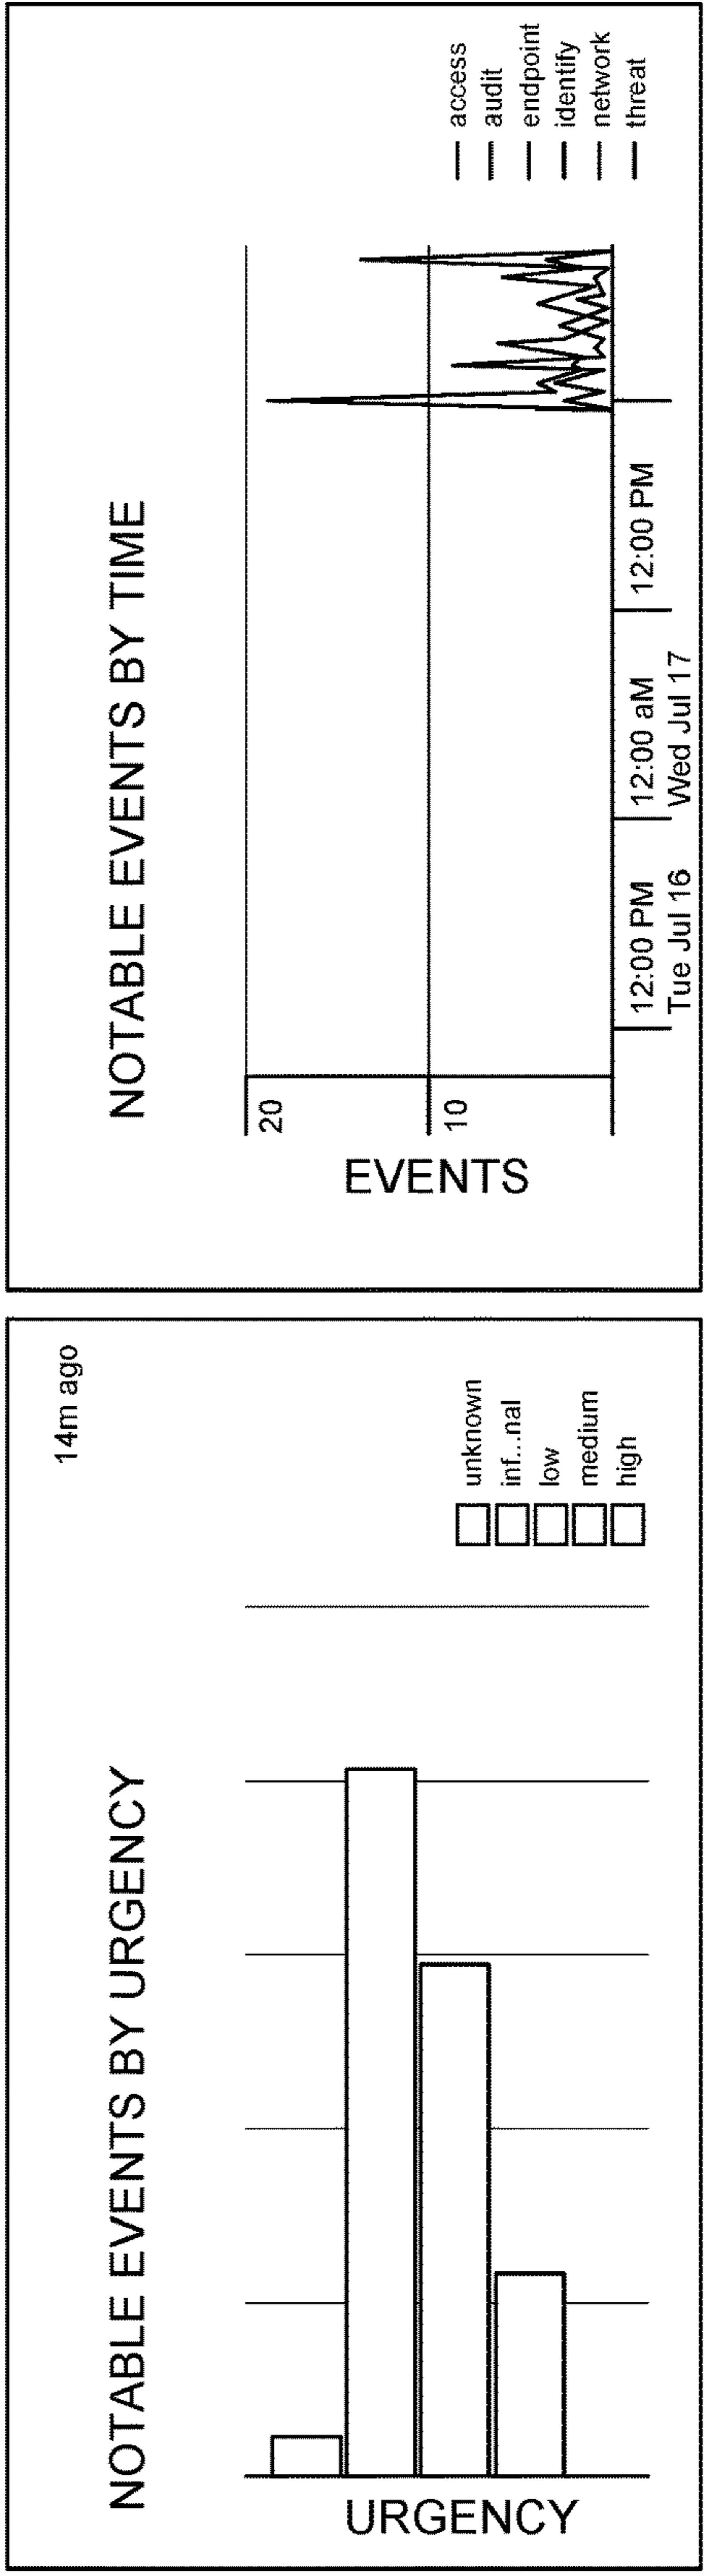 NOTABLE EVENTS BY URGENCY
14m ago
URGENCY
unknown
inf...nal
low
medium
high
NOTABLE EVENTS BY TIME
EVENTS
20
10
12:00 PM
Tue Jul 16
12:00 aM
Wed Jul 17
12:00 PM
access
audit
endpoint
identify
network
threat